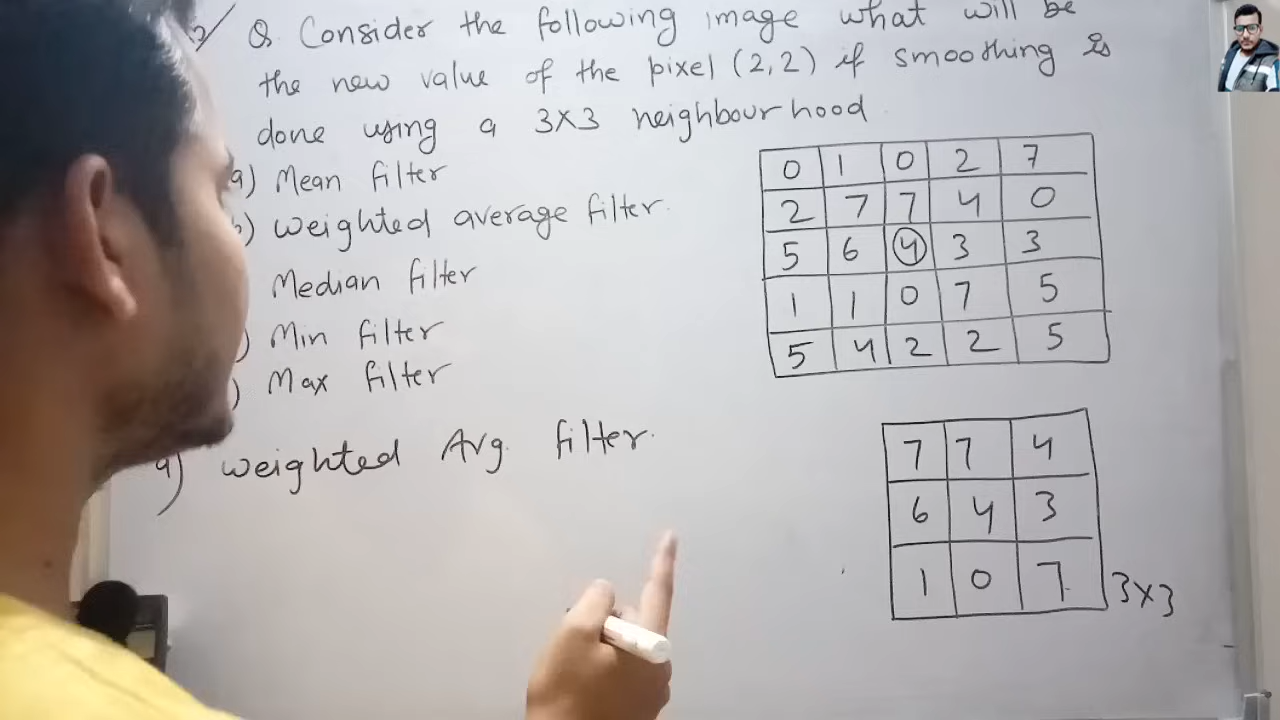 Q Consider the following image what will be
the new value of the pixel (2,2) if smoothing is
done using a 3X3 neighbourhood
a) Mean filter
b) Weighted average filter.
Median filter
) Min filter
) Max filter
a) weighted Avg. filter.
0 1 0 2 7
2 7 7 4 0
5 6 4 3 3
1 1 0 7 5
5 4 2 2 5
7 7 4
6 4 3
1 0 7
3X3